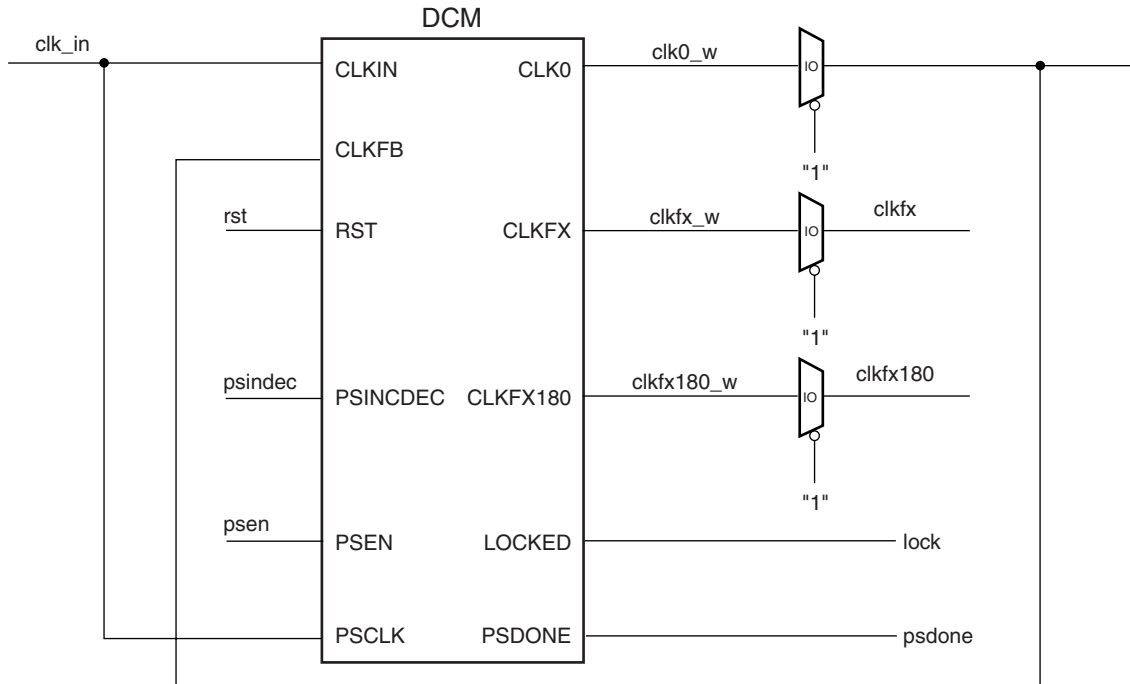 DCM
clk_in
CLKIN
CLK0
clk0_w
IO
"1"
CLKFB
rst
RST
CLKFX
clkfx_w
IO
clkfx
"1"
psindec
PSINCDEC
CLKFX180
clkfx180_w
IO
clkfx180
"1"
psen
PSEN
LOCKED
lock
PSCLK
PSDONE
psdone